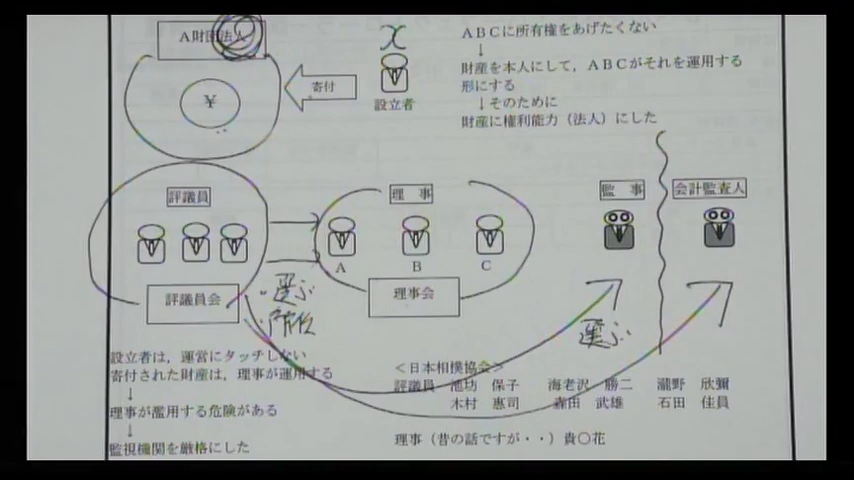 A財団法人
¥
寄付
x
設立者
ABCに所有権をあげたくない
↓
財産を本人にして,ABCがそれを運用する
形にする
↓そのために
財産に権利能力（法人）にした
評議員
理 事
監 事
会計監査人
A B C
評議員会
理事会
・選ぶ
・解任
選ぶ
設立者は,運営にタッチしない
寄付された財産は,理事が運用する
↓
理事が濫用する危険がある
↓
監視機関を厳格にした
＜日本相撲協会＞
評議員 池坊 保子 海老沢 勝二 瀧野 欣彌
木村 惠司 森田 武雄 石田 佳員
理事（昔の話ですが・・）貴〇花